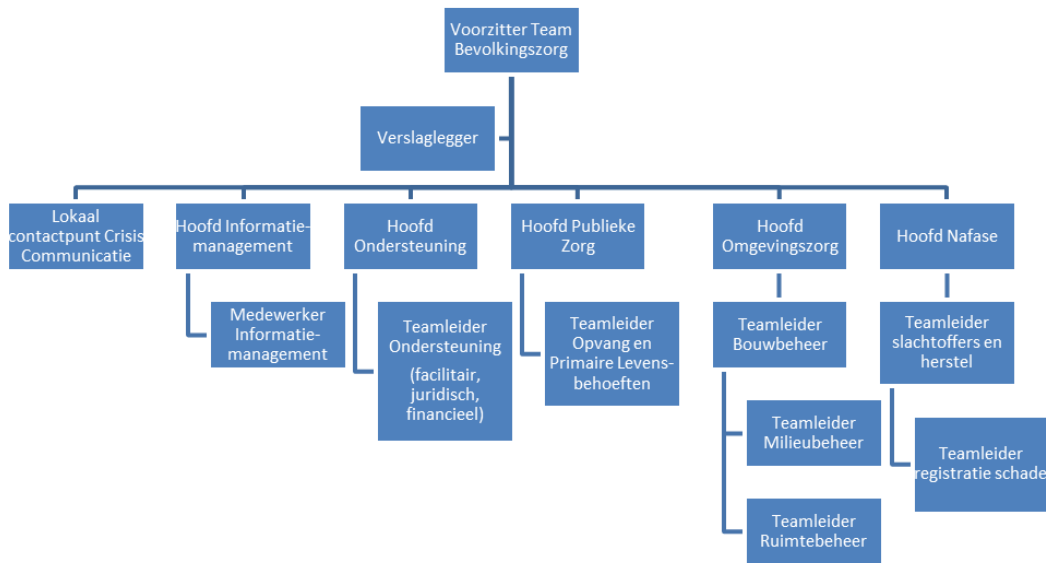 Voorzitter Team
Bevolkingszorg
Verslaglegger
Lokaal
contactpunt Crisis
Communicatie
Hoofd Informatie-
management
Hoofd
Ondersteuning
Hoofd Publieke
Zorg
Hoofd
Omgevingszorg
Hoofd Nafase
Medewerker
Informatie-
management
Teamleider
Ondersteuning
(facilitair,
juridisch,
financieel)
Teamleider
Opvang en
Primaire Levens-
behoeften
Teamleider
Bouwbeheer
Teamleider
slachtoffers en
herstel
Teamleider
Milieubeheer
Teamleider
registratie schade
Teamleider
Ruimtebeheer